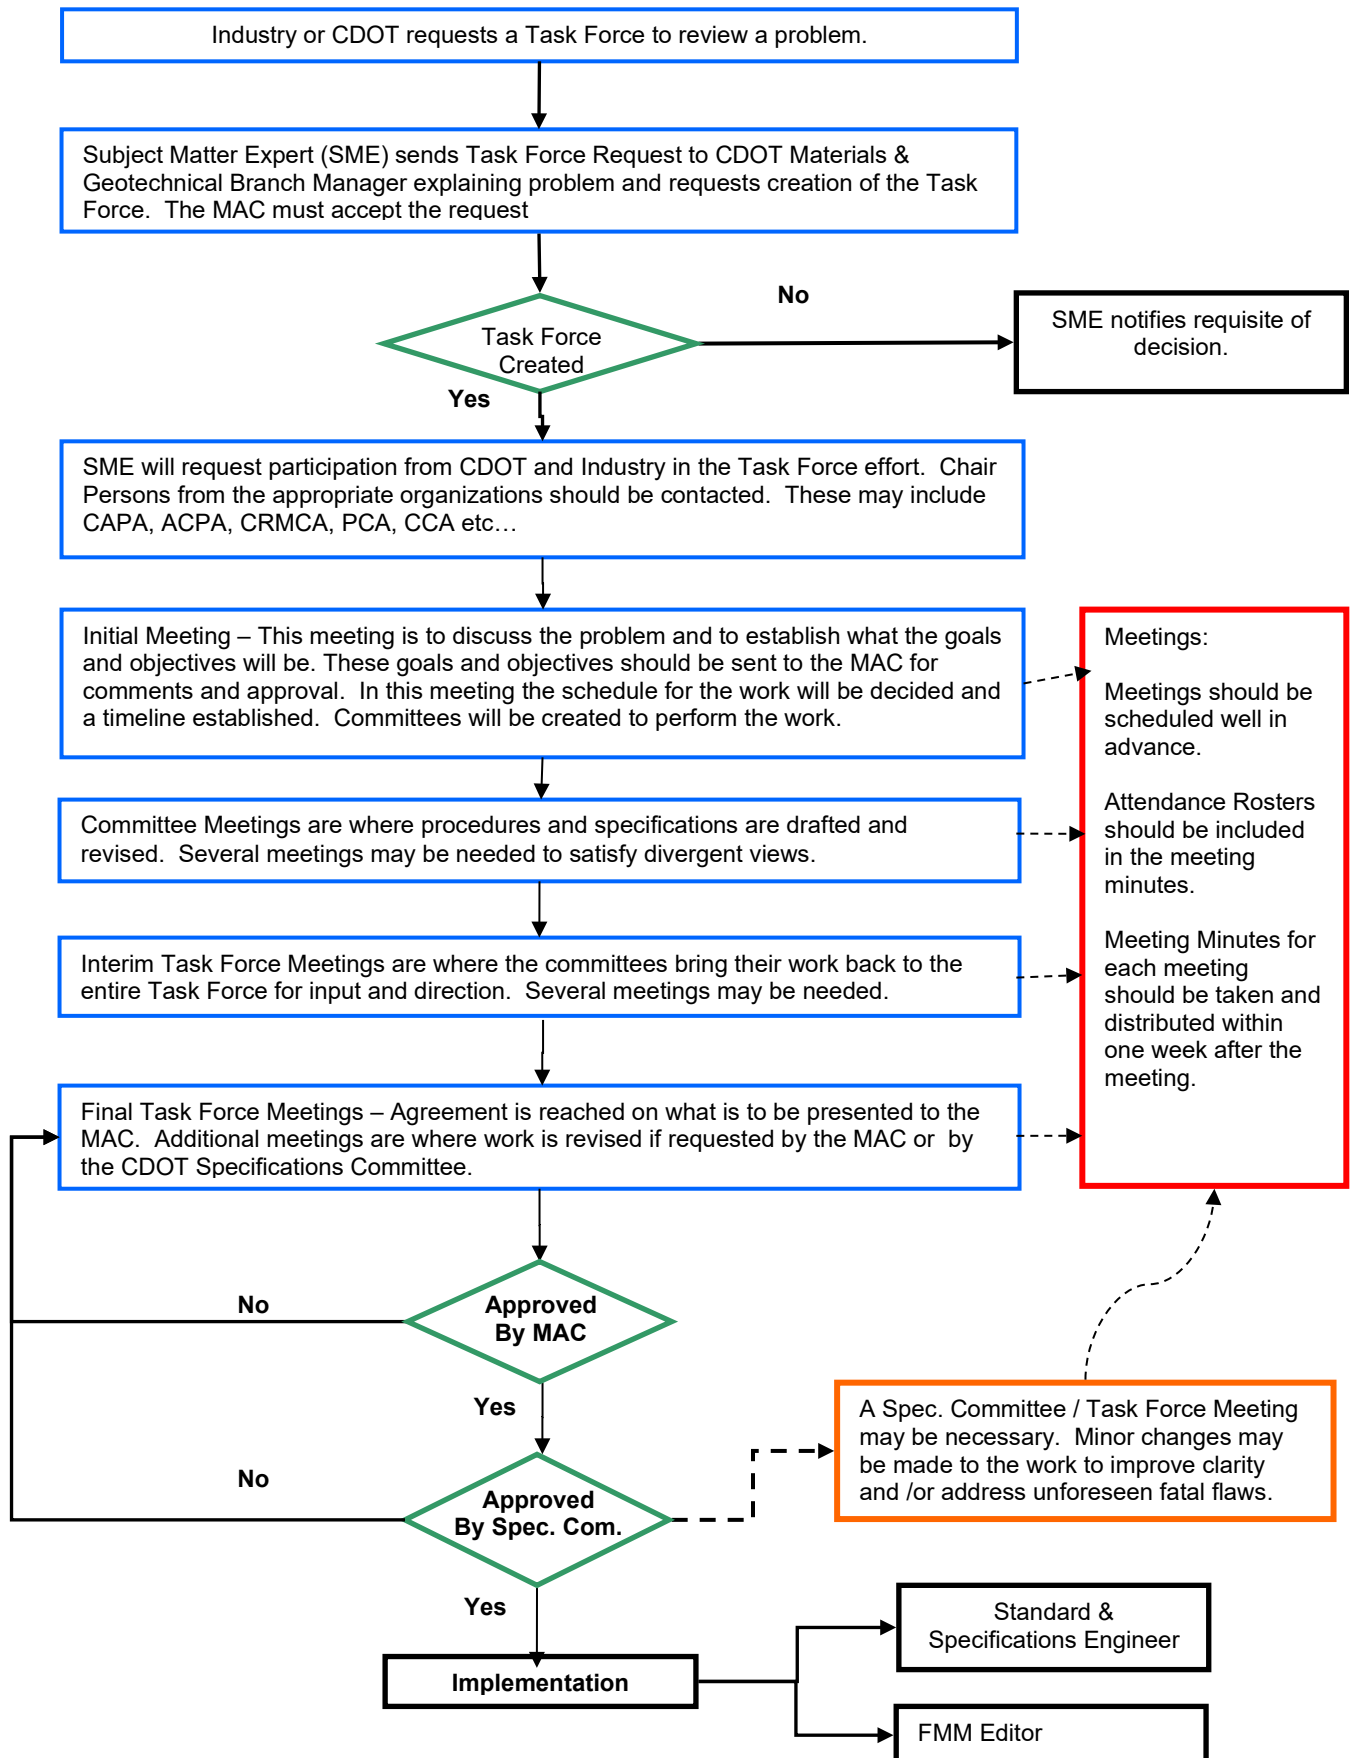 Industry or CDOT requests a Task Force to review a problem.
Subject Matter Expert (SME) sends Task Force Request to CDOT Materials &
Geotechnical Branch Manager explaining problem and requests creation of the Task
Force.  The MAC must accept the request
No
Task Force
Created
SME notifies requisite of
decision.
Yes
SME will request participation from CDOT and Industry in the Task Force effort.  Chair
Persons from the appropriate organizations should be contacted.  These may include
CAPA, ACPA, CRMCA, PCA, CCA etc…
Initial Meeting – This meeting is to discuss the problem and to establish what the goals
and objectives will be. These goals and objectives should be sent to the MAC for
comments and approval.  In this meeting the schedule for the work will be decided and
a timeline established.  Committees will be created to perform the work.
Committee Meetings are where procedures and specifications are drafted and
revised.  Several meetings may be needed to satisfy divergent views.
Interim Task Force Meetings are where the committees bring their work back to the
entire Task Force for input and direction.  Several meetings may be needed.
Final Task Force Meetings – Agreement is reached on what is to be presented to the
MAC.  Additional meetings are where work is revised if requested by the MAC or  by
the CDOT Specifications Committee.
Meetings:
Meetings should be
scheduled well in
advance.
Attendance Rosters
should be included
in the meeting
minutes.
Meeting Minutes for
each meeting
should be taken and
distributed within
one week after the
meeting.
No
Approved
By MAC
Yes
No
Approved
By Spec. Com.
A Spec. Committee / Task Force Meeting
may be necessary.  Minor changes may
be made to the work to improve clarity
and /or address unforeseen fatal flaws.
Yes
Implementation
Standard &
Specifications Engineer
FMM Editor